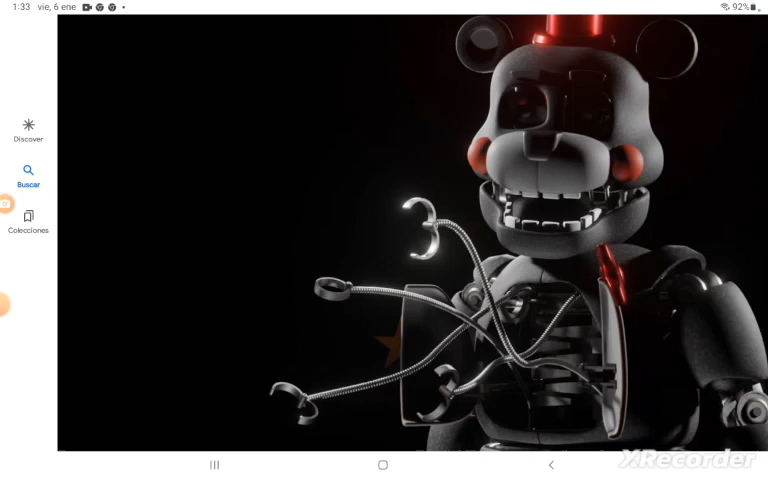 1:33 vie, 6 ene
92%
Discover
Buscar
Colecciones
XRecorder